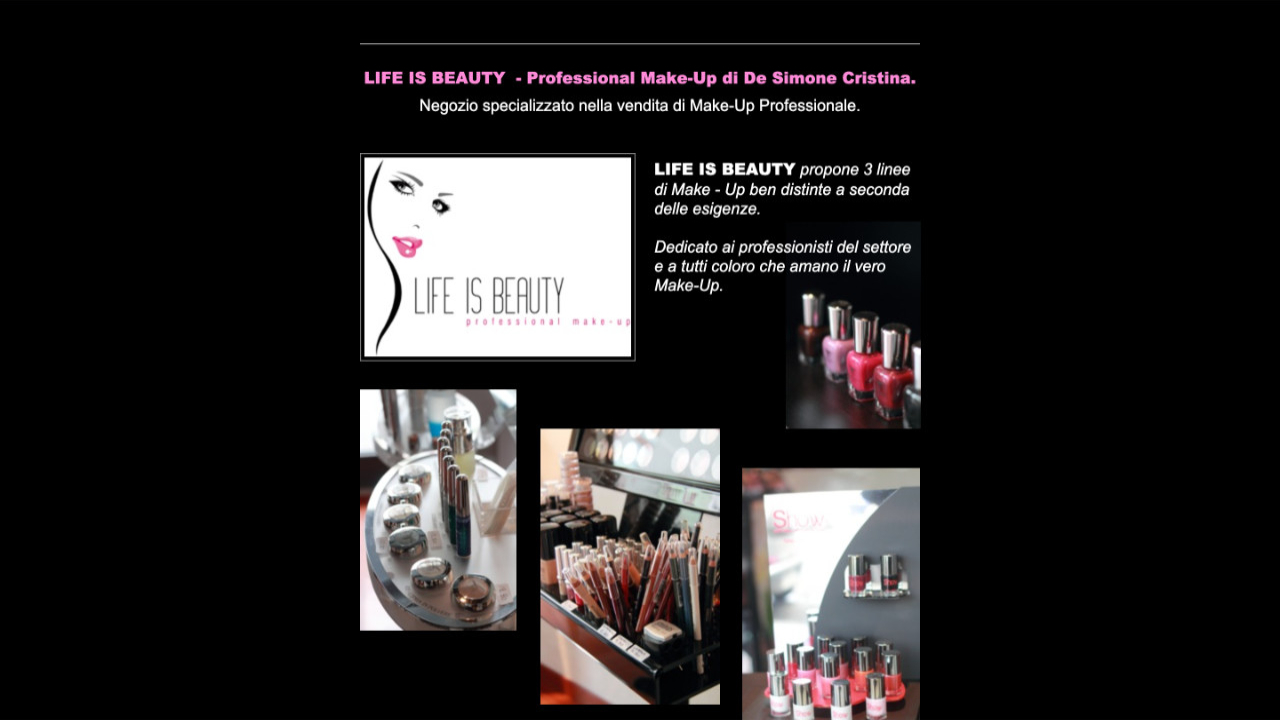 LIFE IS BEAUTY - Professional Make-Up di De Simone Cristina.
Negozio specializzato nella vendita di Make-Up Professionale.
LIFE IS BEAUTY propone 3 linee
di Make - Up ben distinte a seconda
delle esigenze.
Dedicato ai professionisti del settore
e a tutti coloro che amano il vero
Make-Up.
LIFE IS BEAUTY
professional make-up
Show